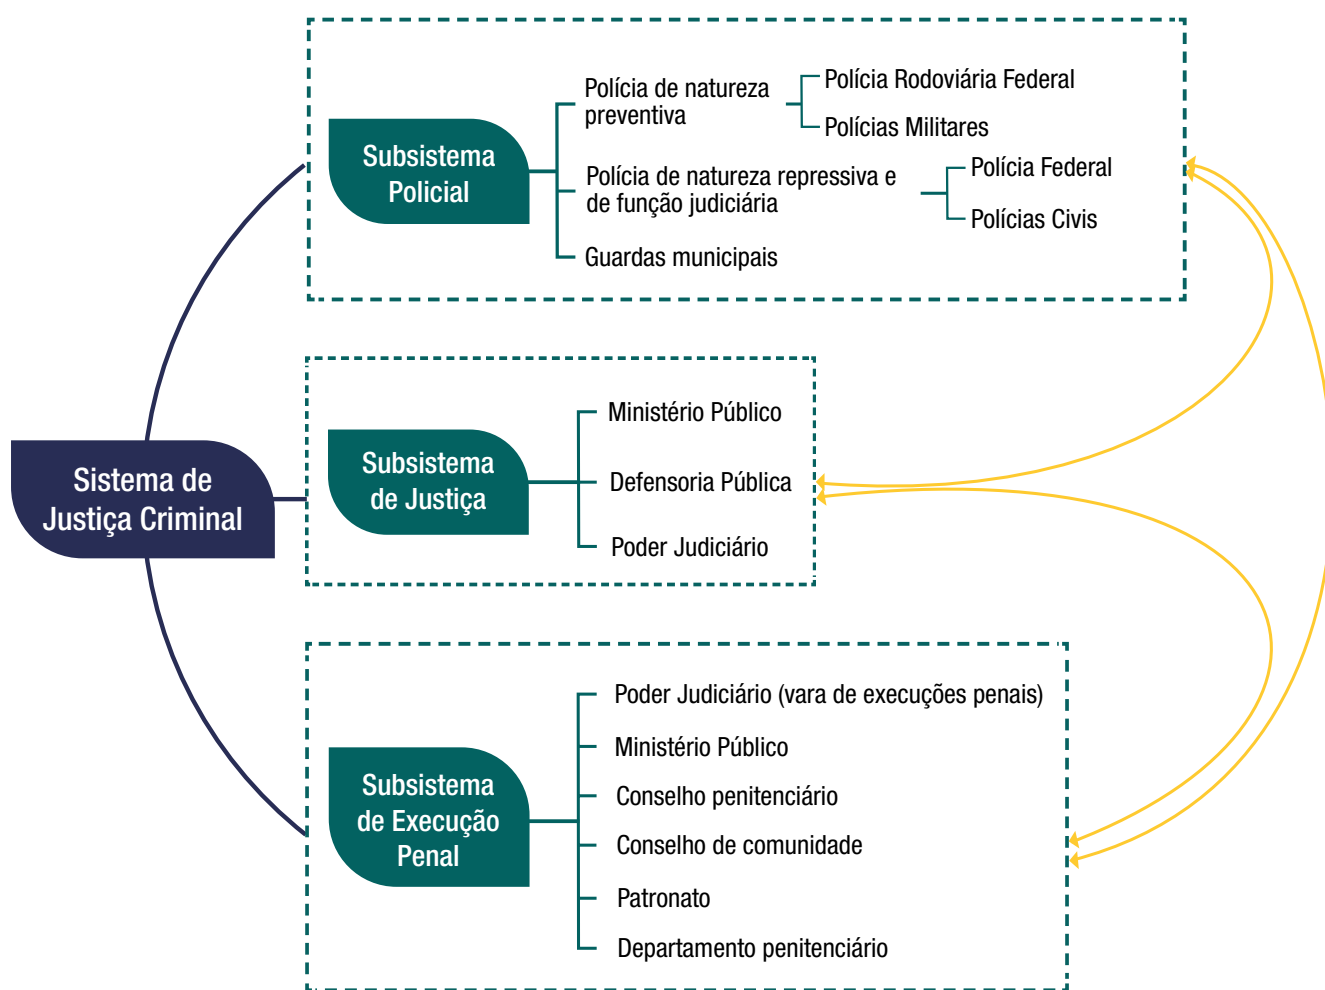 Sistema de
Justiça Criminal
Subsistema
Policial
Polícia de natureza
preventiva
Polícia Rodoviária Federal
Polícias Militares
Polícia de natureza repressiva e
de função judiciária
Polícia Federal
Polícias Civis
Guardas municipais
Subsistema
de Justiça
Ministério Público
Defensoria Pública
Poder Judiciário
Subsistema
de Execução
Penal
Poder Judiciário (vara de execuções penais)
Ministério Público
Conselho penitenciário
Conselho de comunidade
Patronato
Departamento penitenciário